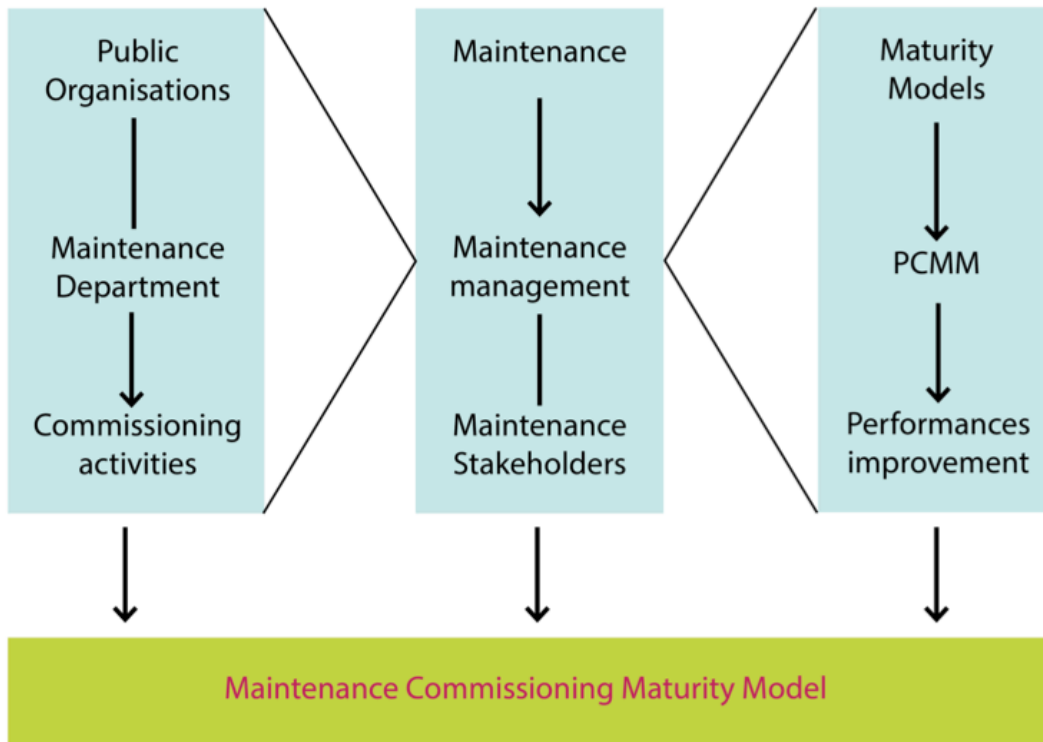 Public
Organisations
Maintenance
Department
Commissioning
activities
Maintenance
Maintenance
management
Maintenance
Stakeholders
Maturity
Models
PCMM
Performances
improvement
Maintenance Commissioning Maturity Model